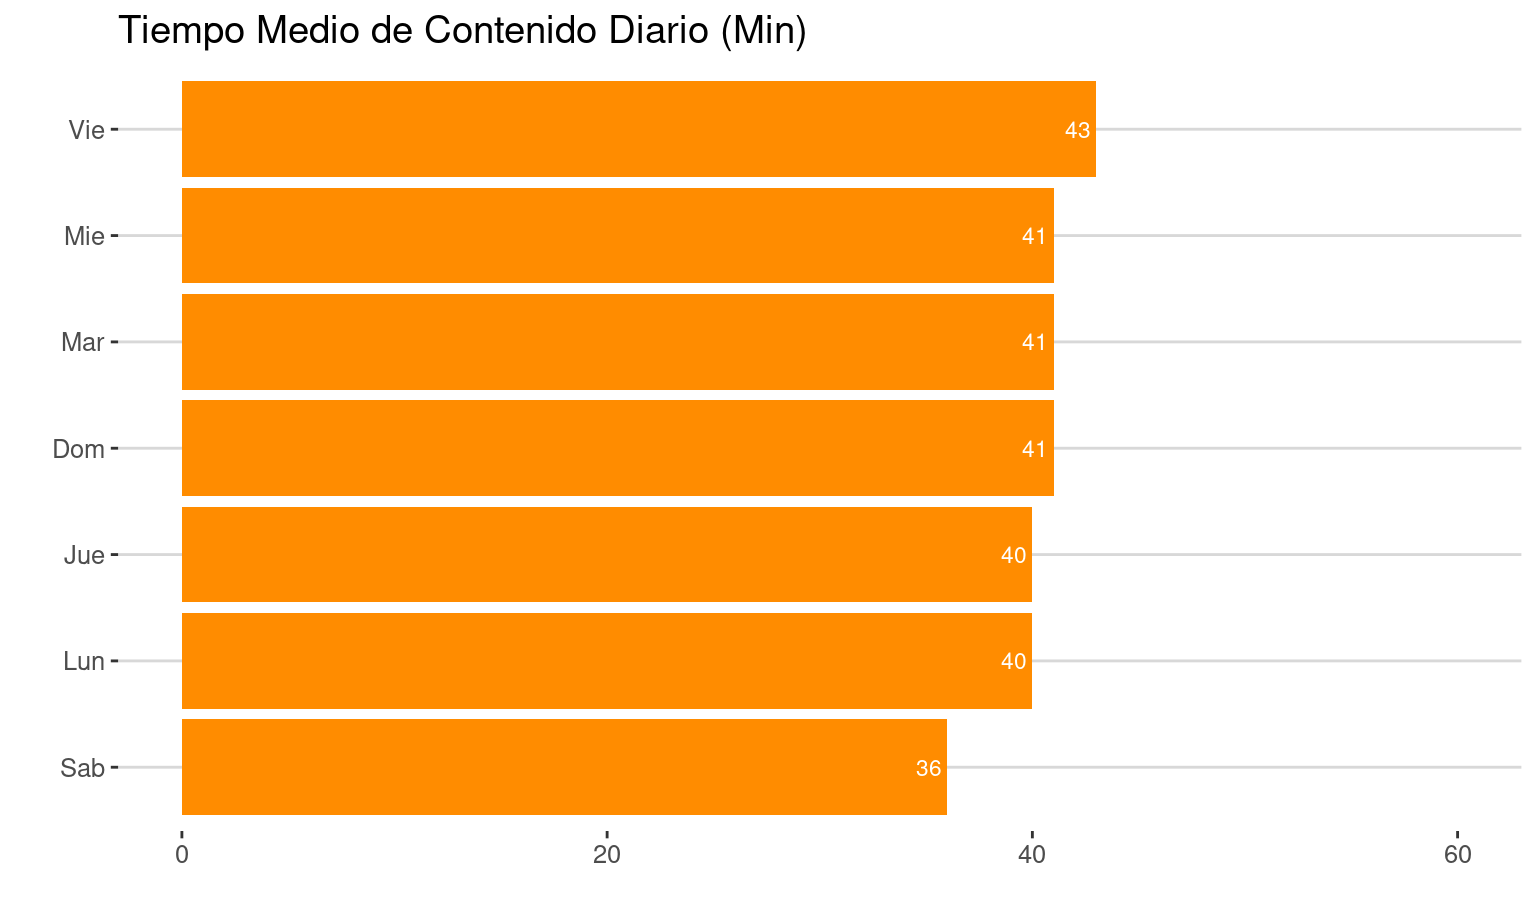 Tiempo Medio de Contenido Diario (Min)
Vie 43
Mie 41
Mar 41
Dom 41
Jue 40
Lun 40
Sab 36
0 20 40 60